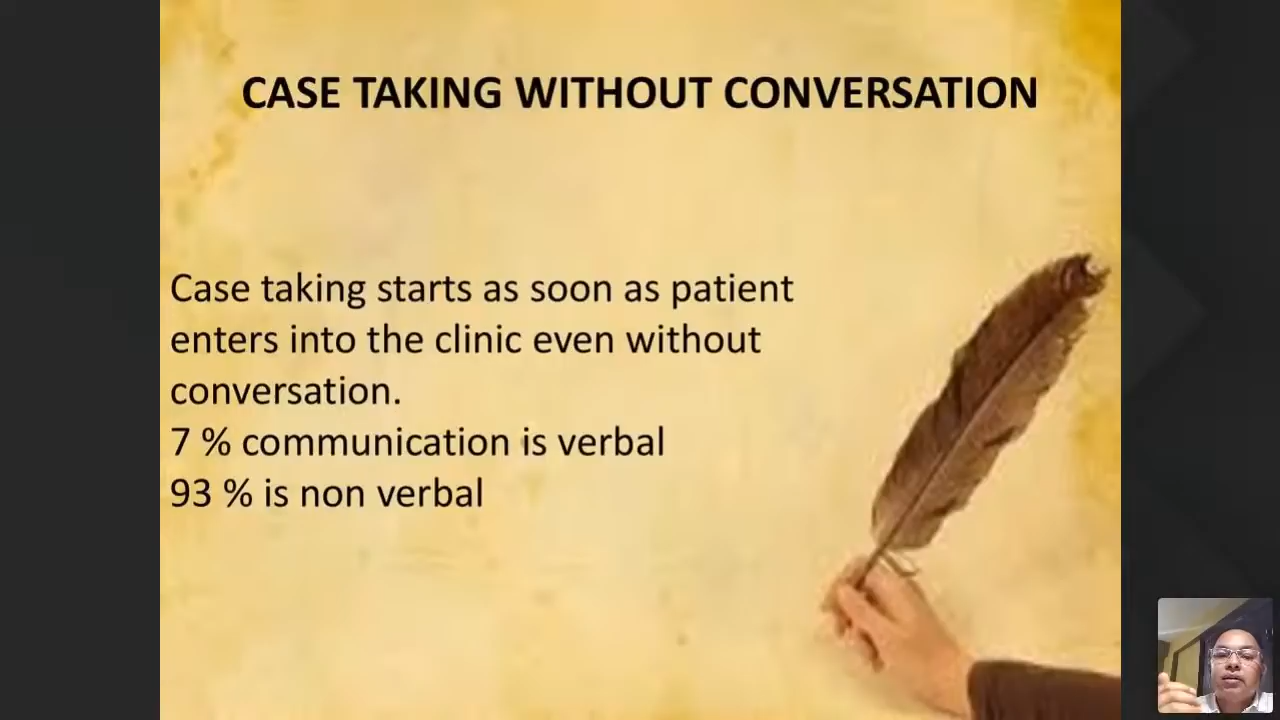 CASE TAKING WITHOUT CONVERSATION
Case taking starts as soon as patient
enters into the clinic even without
conversation.
7 % communication is verbal
93 % is non verbal